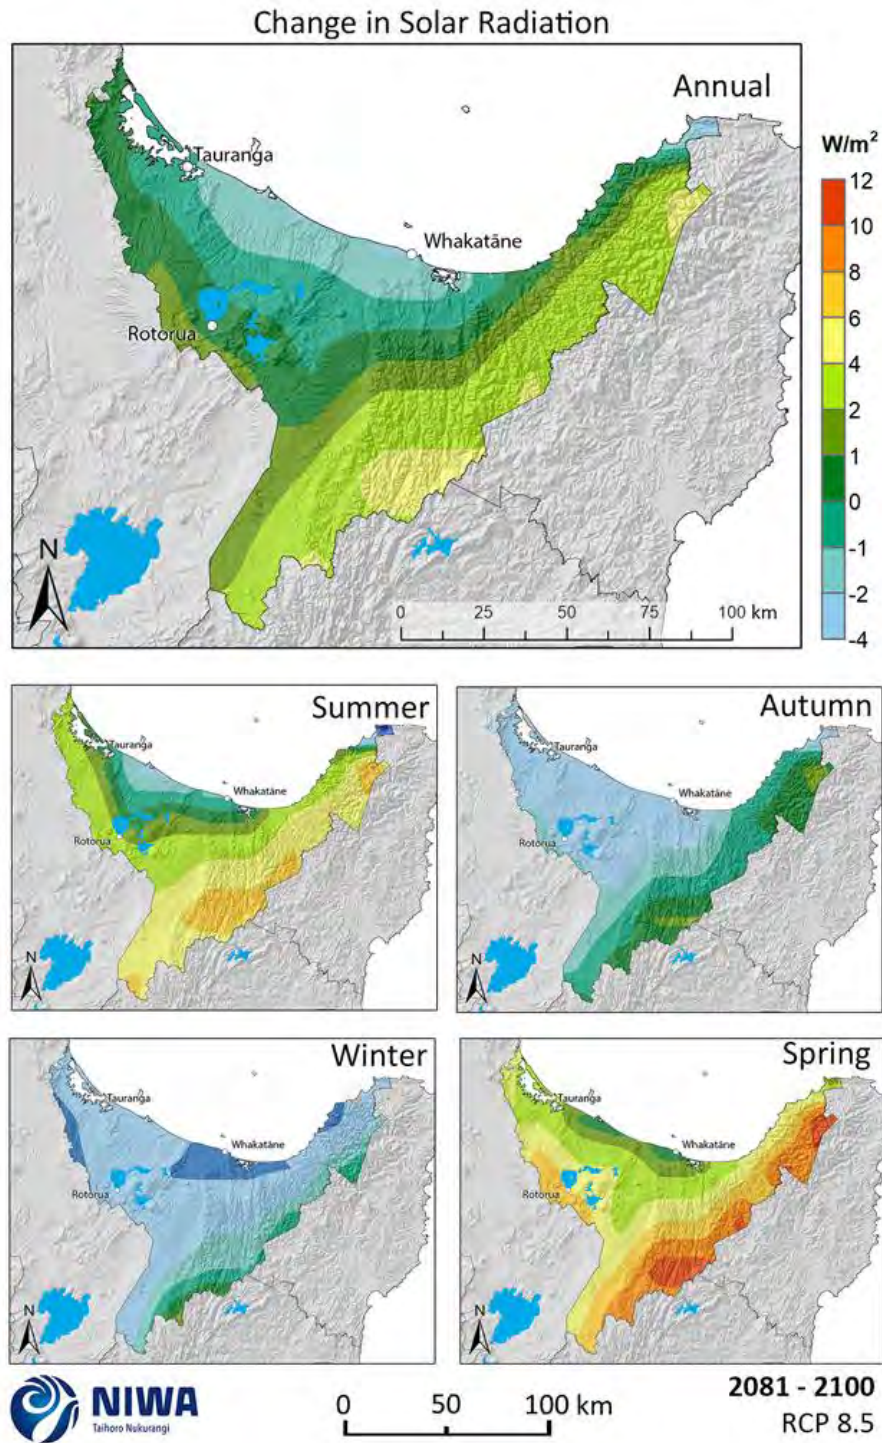 Change in Solar Radiation
Annual
Tauranga
Whakatāne
Rotorua
N
0 25 50 75 100 km
W/m²
12
10
8
6
4
2
1
0
-1
-2
-4
Summer
Tauranga
Whakatāne
Rotorua
N
Autumn
Tauranga
Whakatāne
Rotorua
N
Winter
Tauranga
Whakatāne
Rotorua
N
Spring
Tauranga
Whakatāne
Rotorua
N
NIWA
Taihoro Nukurangi
0 50 100 km
2081 - 2100
RCP 8.5